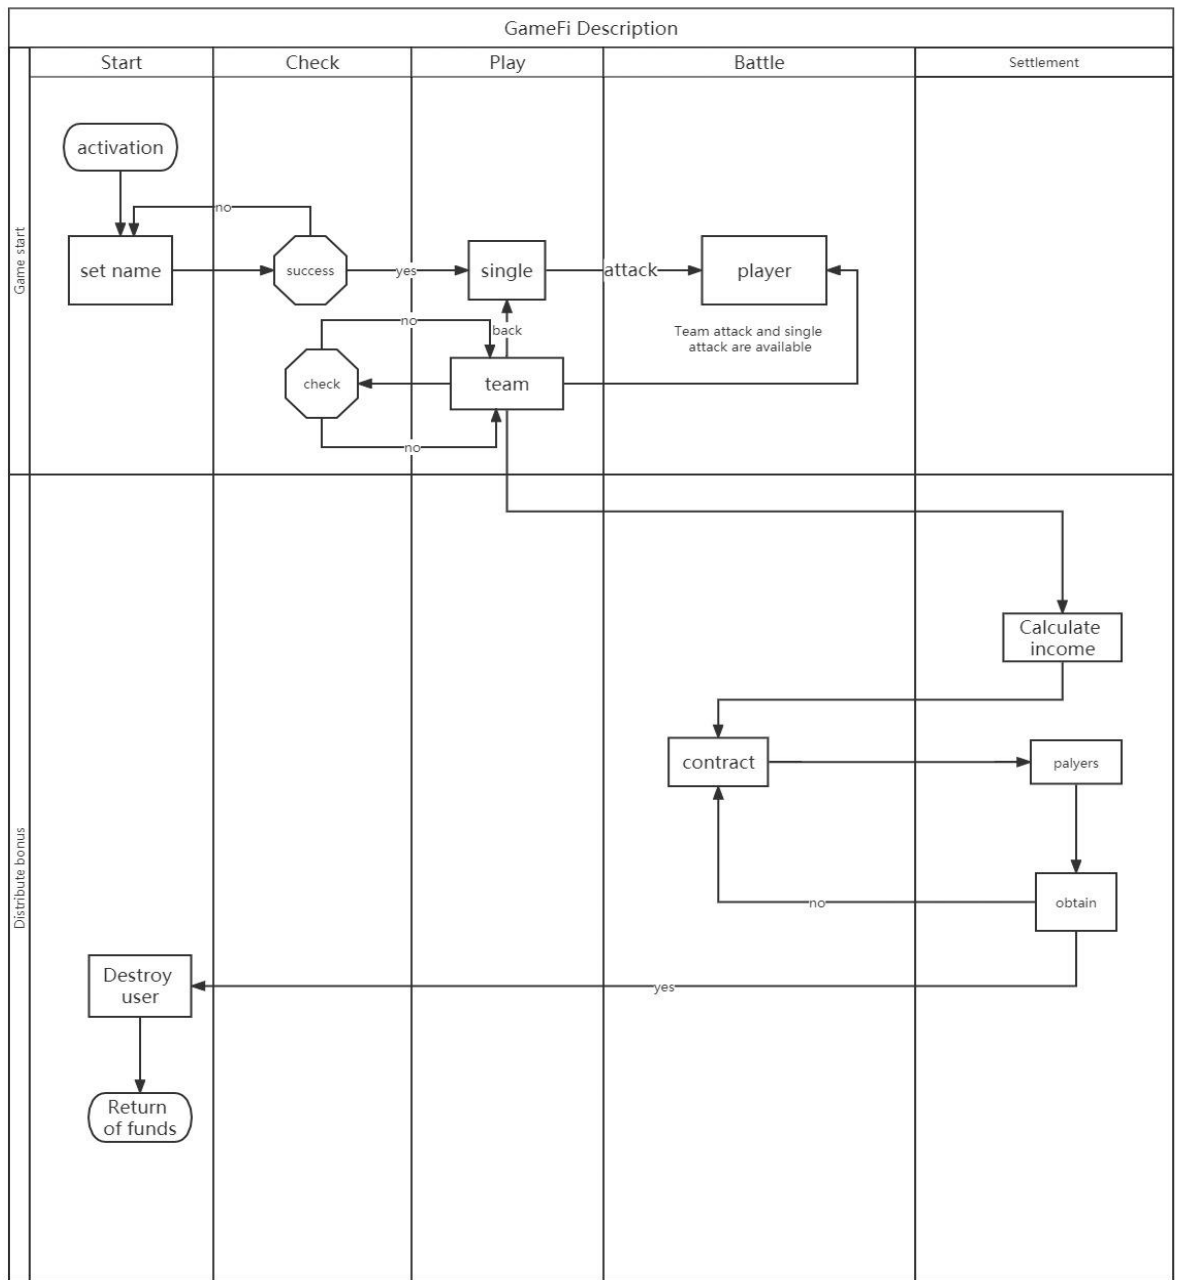 GameFi Description
Start
Check
Play
Battle
Settlement
Game start
activation
no
set name
success
yes
single
attack
player
no
back
Team attack and single
attack are available
check
team
no
Distribute bonus
Calculate
income
contract
palyers
no
obtain
Destroy
user
yes
Return
of funds